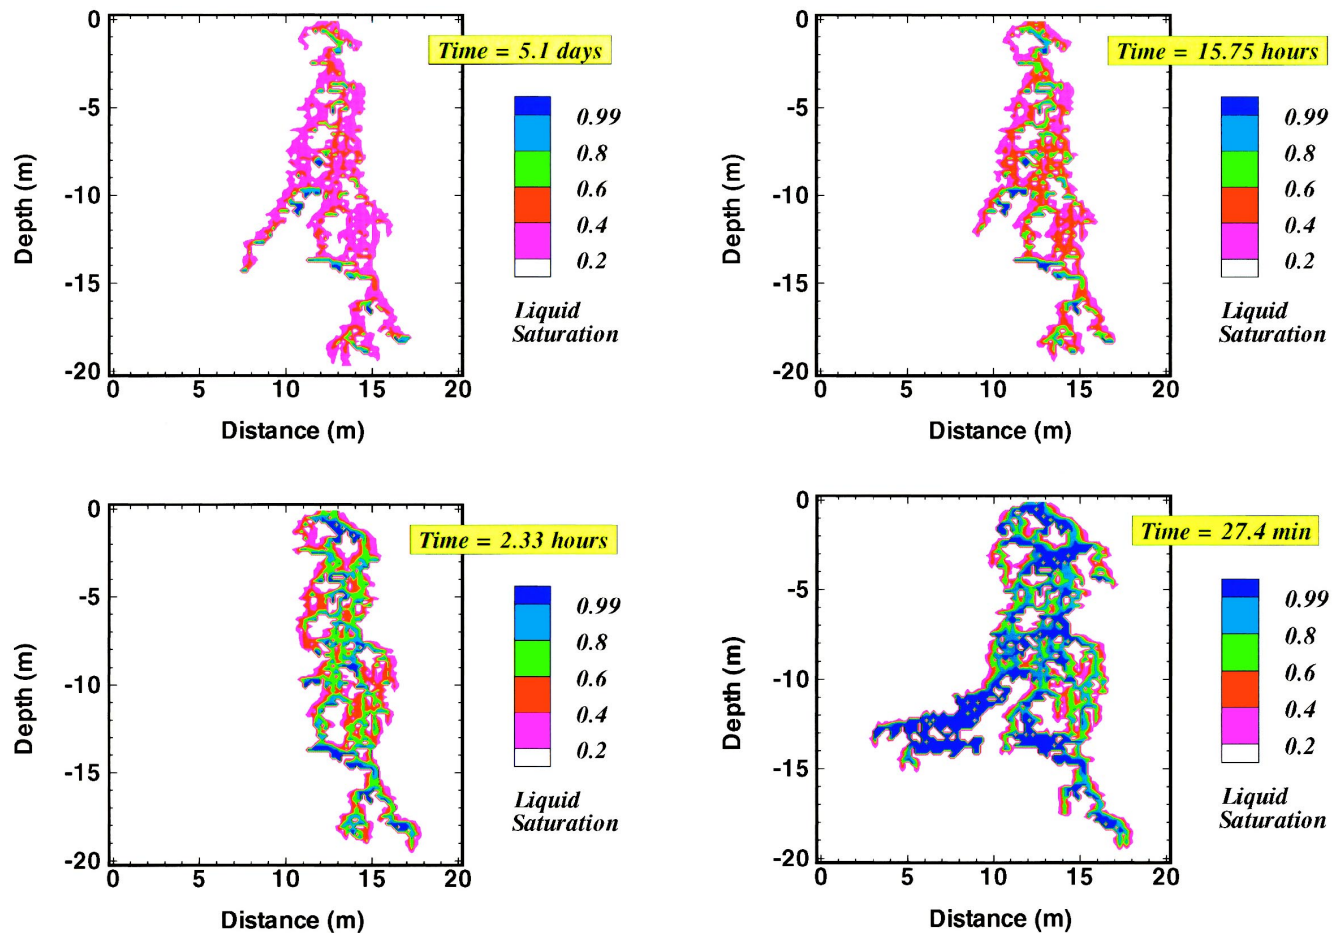 Time = 5.1 days
0
-5
-10
-15
-20
0 5 10 15 20
Depth (m)
Distance (m)
0.99
0.8
0.6
0.4
0.2
Liquid
Saturation
Time = 15.75 hours
0
-5
-10
-15
-20
0 5 10 15 20
Depth (m)
Distance (m)
0.99
0.8
0.6
0.4
0.2
Liquid
Saturation
Time = 2.33 hours
0
-5
-10
-15
-20
0 5 10 15 20
Depth (m)
Distance (m)
0.99
0.8
0.6
0.4
0.2
Liquid
Saturation
Time = 27.4 min
0
-5
-10
-15
-20
0 5 10 15 20
Depth (m)
Distance (m)
0.99
0.8
0.6
0.4
0.2
Liquid
Saturation